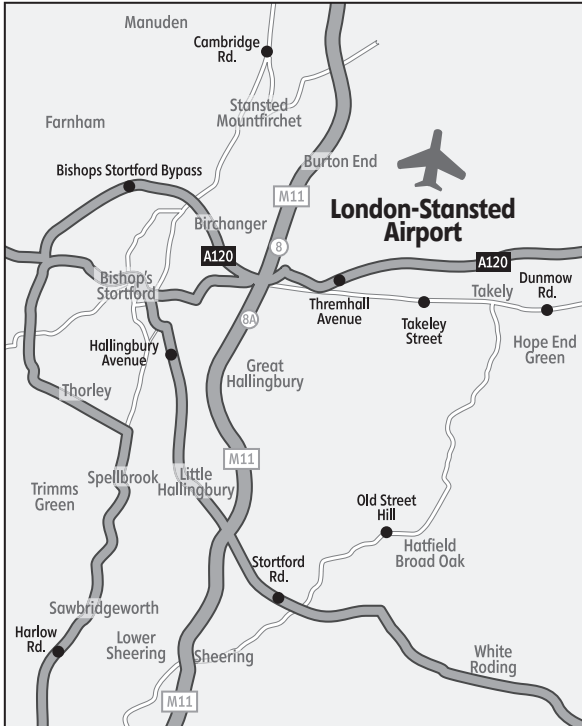 Manuden
Cambridge
Rd.
Stansted
Mountfirchet
Farnham
Burton End
Bishops Stortford Bypass
M11
London-Stansted
Airport
Birchanger
8
A120
A120
Bishop's
Stortford
Thremhall
Avenue
Takeley
Street
Takely
Dunmow
Rd.
8A
Hallingbury
Avenue
Hope End
Green
Great
Hallingbury
Thorley
M11
Spellbrook
Little
Hallingbury
Trimms
Green
Old Street
Hill
Hatfield
Broad Oak
Stortford
Rd.
Sawbridgeworth
Harlow
Rd.
Lower
Sheering
Sheering
White
Roding
M11